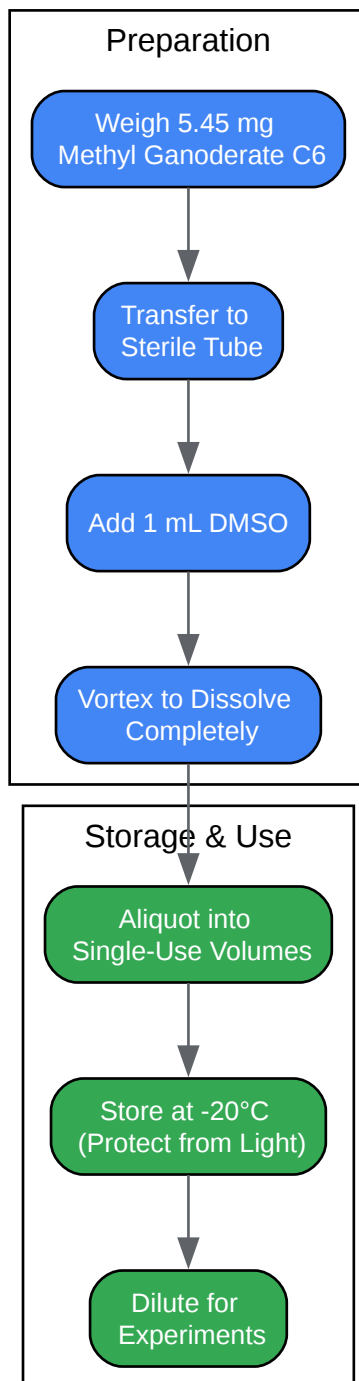 Preparation
Weigh 5.45 mg
Methyl Ganoderate C6
Transfer to
Sterile Tube
Add 1 mL DMSO
Vortex to Dissolve
Completely
Storage & Use
Aliquot into
Single-Use Volumes
Store at -20°C
(Protect from Light)
Dilute for
Experiments